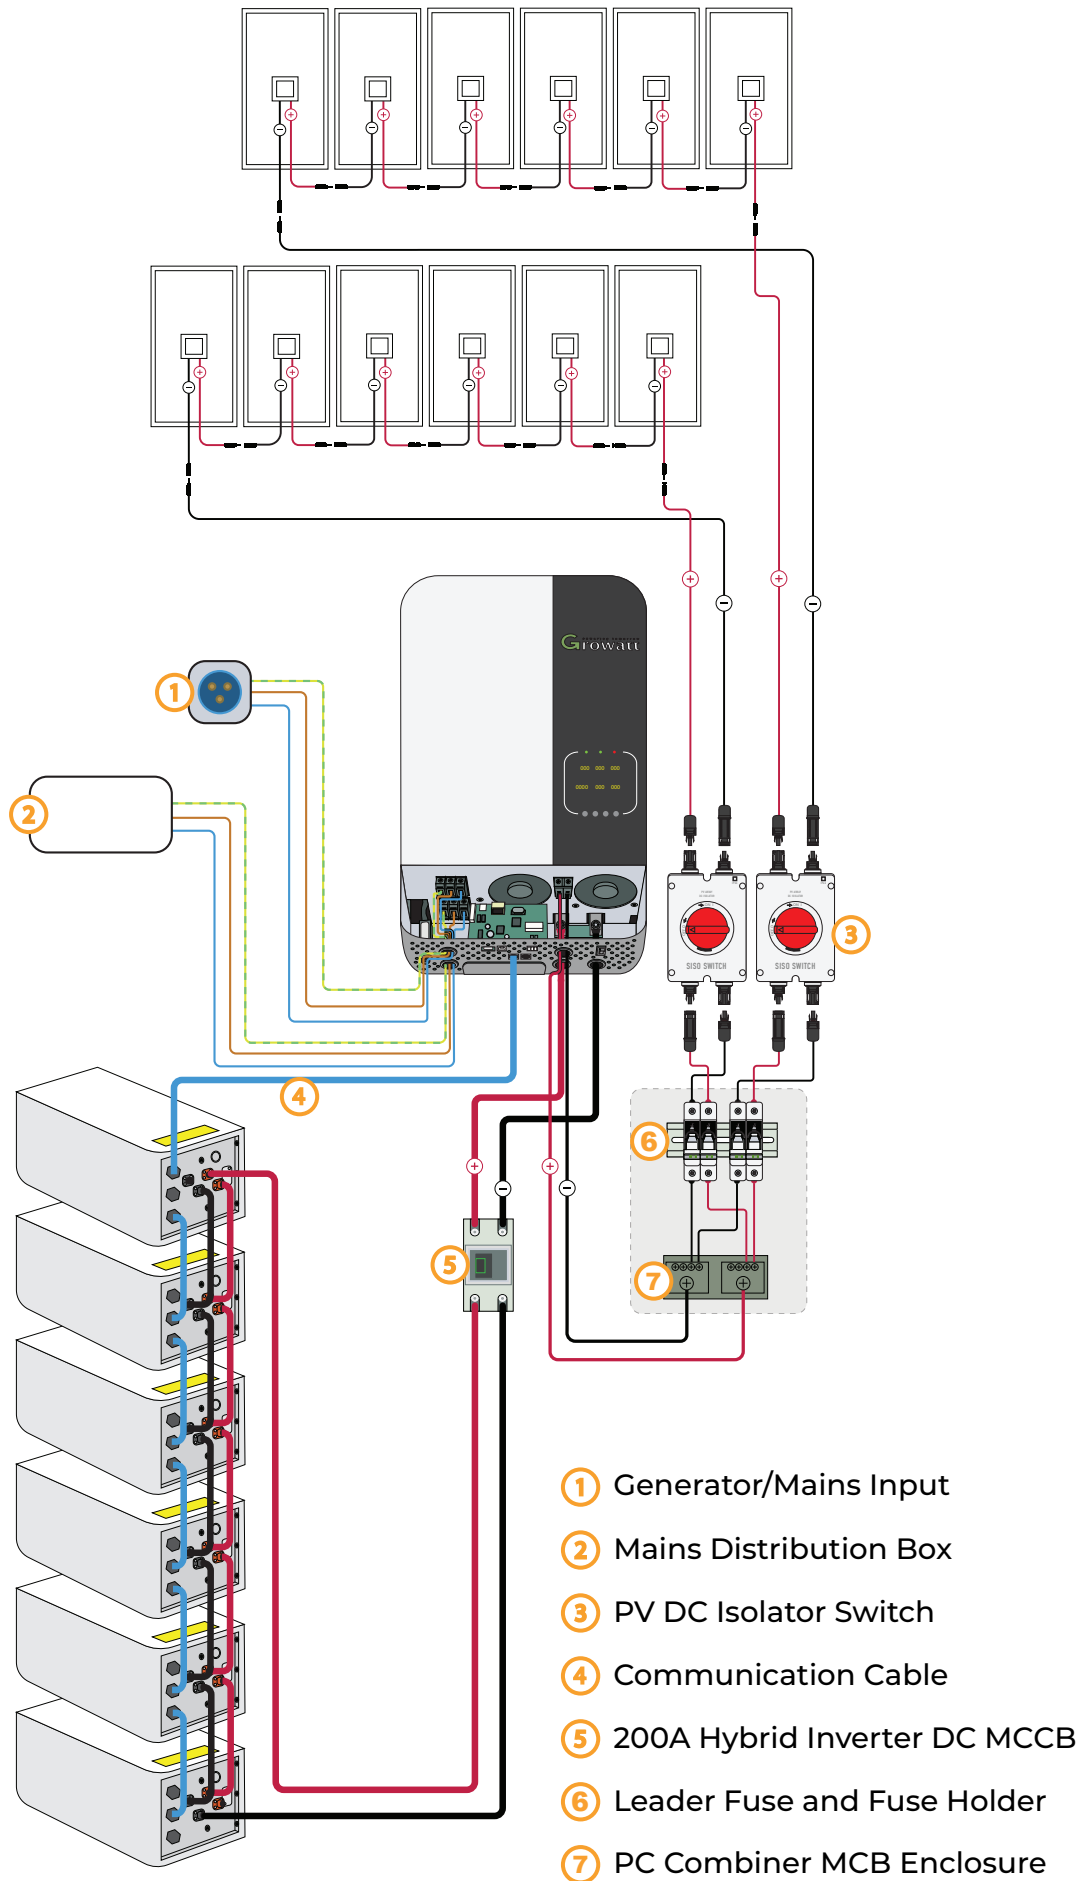 Growatt
1
2
3
SISO SWITCH
SISO SWITCH
4
5
6
7
1 Generator/Mains Input
2 Mains Distribution Box
3 PV DC Isolator Switch
4 Communication Cable
5 200A Hybrid Inverter DC MCCB
6 Leader Fuse and Fuse Holder
7 PC Combiner MCB Enclosure